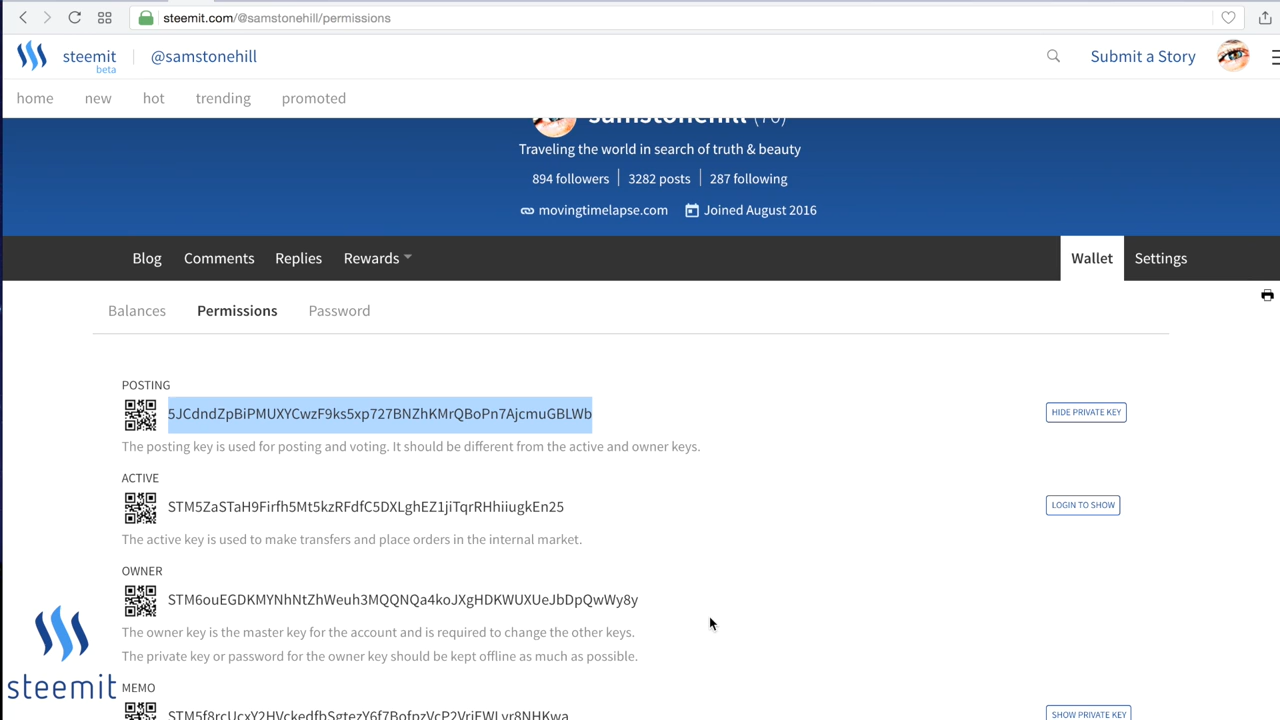 steemit.com/@samstonehill/permissions
steemit
beta
@samstonehill
Submit a Story
home new hot trending promoted
Traveling the world in search of truth & beauty
894 followers 3282 posts 287 following
movingtimelapse.com Joined August 2016
Blog Comments Replies Rewards Wallet Settings
Balances Permissions Password
POSTING
5JCdndZpBiPMUXYCwzF9ks5xp727BNZhKMrQBoPn7AjcmuGBLWb HIDE PRIVATE KEY
The posting key is used for posting and voting. It should be different from the active and owner keys.
ACTIVE
STM5ZaSTaH9Firfh5Mt5kzRFdfC5DXLghEZ1jiTqrRHhiiugkEn25 LOGIN TO SHOW
The active key is used to make transfers and place orders in the internal market.
OWNER
STM6ouEGDKMYNhNtZhWeuh3MQQNQa4koJXgHDKWUXUeJbDpQwWy8y
The owner key is the master key for the account and is required to change the other keys.
The private key or password for the owner key should be kept offline as much as possible.
steemit
MEMO
SHOW PRIVATE KEY